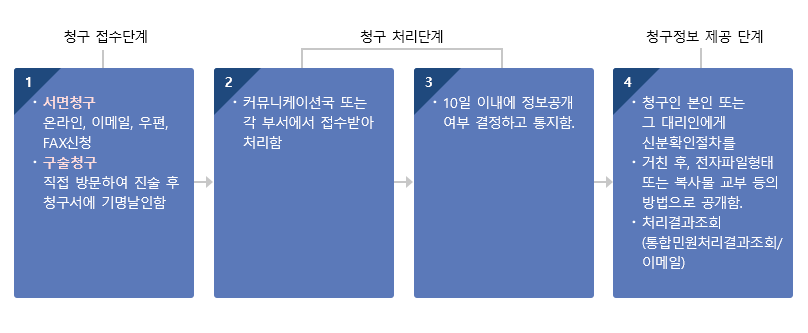 청구 접수단계
청구 처리단계
청구정보 제공 단계
1
· 서면청구
온라인, 이메일, 우편,
FAX신청
· 구술청구
직접 방문하여 진술 후
청구서에 기명날인함
2
· 커뮤니케이션국 또는
각 부서에서 접수받아
처리함
3
· 10일 이내에 정보공개
여부 결정하고 통지함.
4
· 청구인 본인 또는
그 대리인에게
신분확인절차를
· 거친 후, 전자파일형태
또는 복사물 교부 등의
방법으로 공개함.
· 처리결과조회
(통합민원처리결과조회/
이메일)